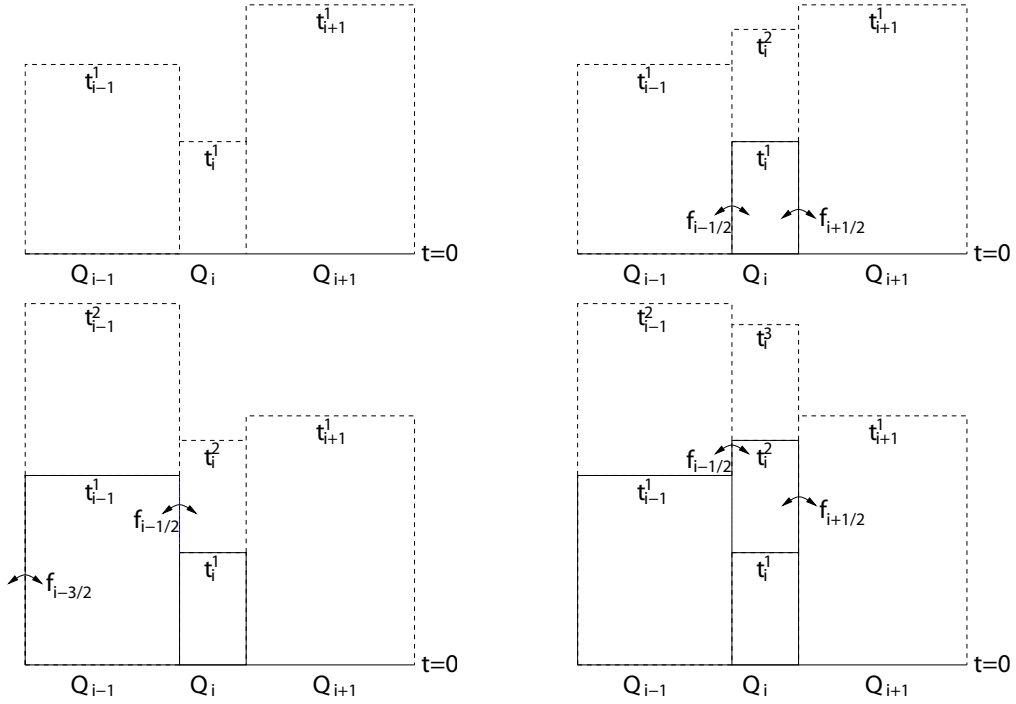 t¹ᵢ₊₁
t¹ᵢ₋₁
t¹ᵢ
t=0
Qᵢ₋₁ Qᵢ Qᵢ₊₁
t¹ᵢ₊₁
t²ᵢ
t¹ᵢ₋₁
t¹ᵢ
fᵢ₋₁/₂ fᵢ₊₁/₂
t=0
Qᵢ₋₁ Qᵢ Qᵢ₊₁
t²ᵢ₋₁
t¹ᵢ₊₁
t²ᵢ
t¹ᵢ₋₁
fᵢ₋₁/₂
t¹ᵢ
fᵢ₋₃/₂
t=0
Qᵢ₋₁ Qᵢ Qᵢ₊₁
t²ᵢ₋₁
t³ᵢ
t¹ᵢ₊₁
fᵢ₋₁/₂ t²ᵢ
t¹ᵢ₋₁
fᵢ₊₁/₂
t¹ᵢ
t=0
Qᵢ₋₁ Qᵢ Qᵢ₊₁